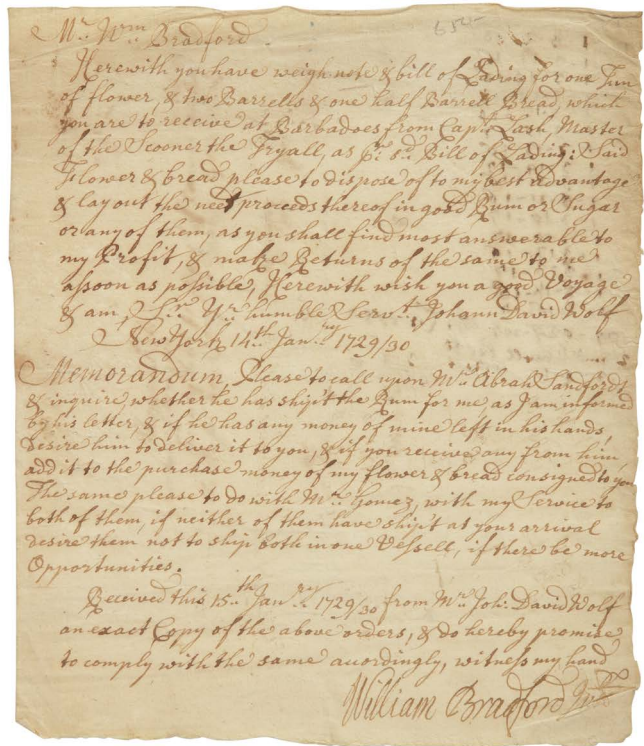 650-
Mr. Wm. Bradford
Herewith you have weigh note & bill of Lading for one Tun
of flower, & two Barrells & one half Barrell Bread, which
you are to receive at Barbadoes from Capt. Lash, Master
of the Scooner the Tryall, as Pr. sd. Bill of Lading: Said
Flower & bread please to dispose of to my best advantage
& lay out the neet proceeds thereof in good Rum or Sugar
or any of them, as you shall find most answerable to
my Profit, & make Returns of the same to me
assoon as possible, Herewith wish you a good Voyage
& am, Sir. Yr. humble Servt. Johann David Wolf
New York, 14th. Janry. 1729/30
Memorandum, Please to call upon Mr. Abrah. Sandfordt
& inquire whether he has ship't the Rum for me, as I am informed
by his letter, & if he has any money of mine left in his hands,
desire him to deliver it to you, & if you receive any from him
add it to the purchase money of my flower & bread consigned to you
The same please to do with Mr. Gomez, with my Service to
both of them, if neither of them have ship't at your arrival
desire them not to ship both in one Vessell, if there be more
Opportunities.
Received this 15th. Janry. 1729/30 from Mr. Joh. David Wolf
an exact Copy of the above orders, & do hereby promise
to comply with the same acordingly, witness my hand
William Bradford